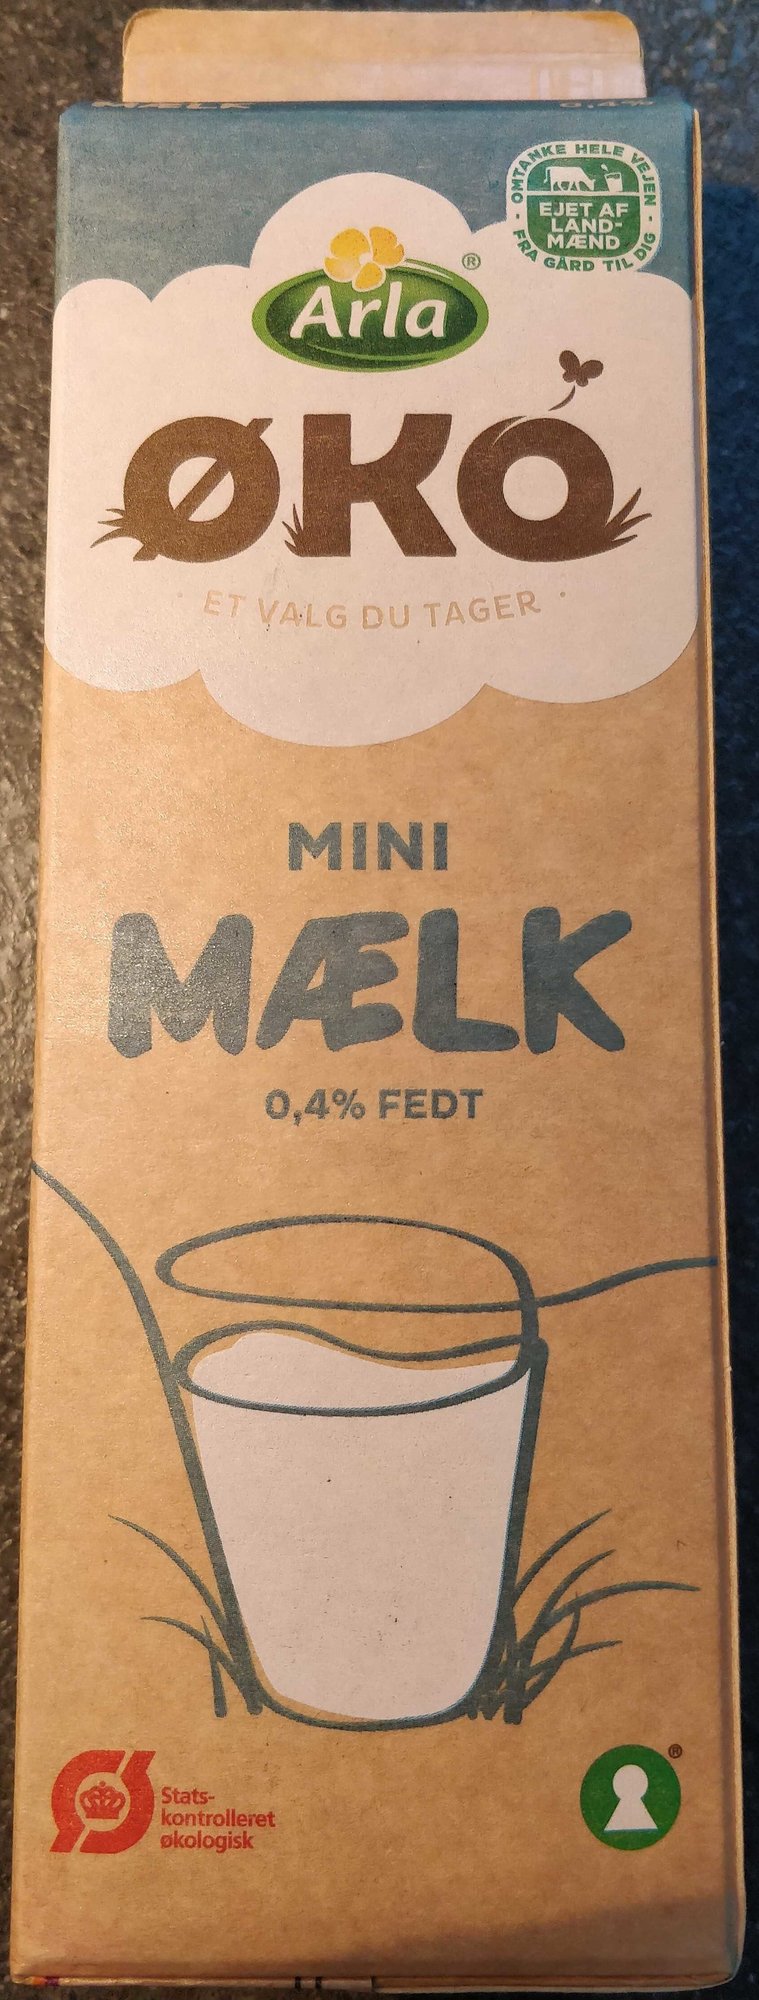 MÆLK 0,4%
OMTANKE HELE VEJEN
EJET AF
LAND-
MÆND
FRA GÅRD TIL DIG
Arla®
ØKO
· ET VALG DU TAGER ·
MINI
MÆLK
0,4% FEDT
Ø Stats-
kontrolleret
økologisk
®